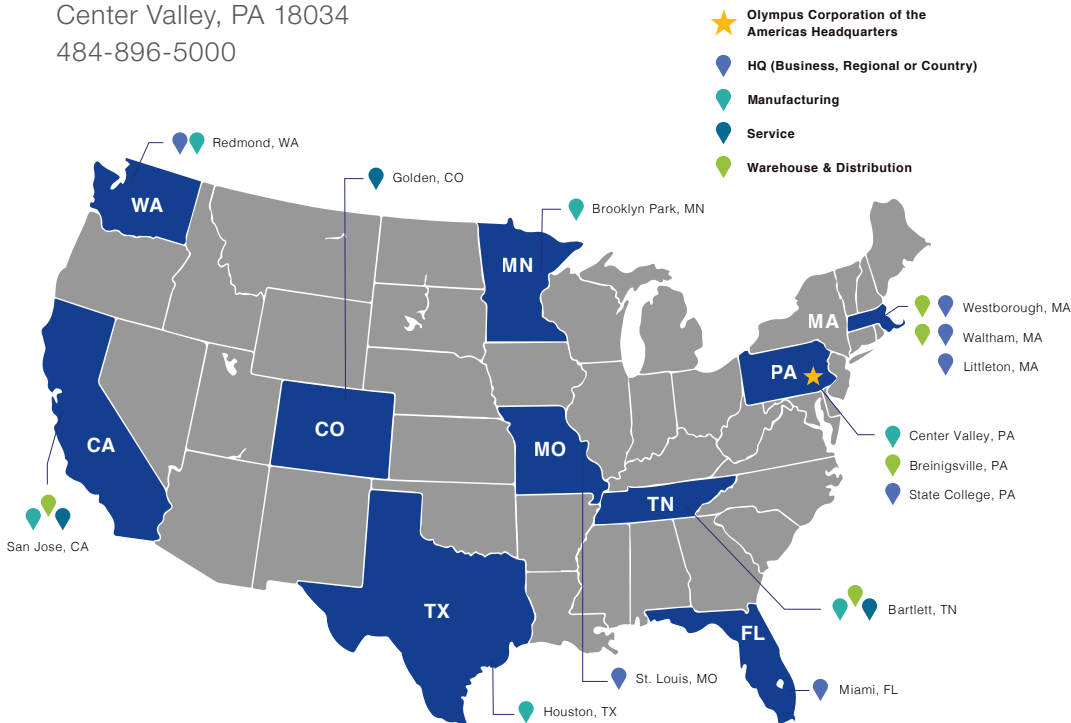 Center Valley, PA 18034
484-896-5000
Olympus Corporation of the
Americas Headquarters
HQ (Business, Regional or Country)
Manufacturing
Service
Warehouse & Distribution
Redmond, WA
Golden, CO
Brooklyn Park, MN
WA
MN
Westborough, MA
MA
Waltham, MA
Littleton, MA
PA
CO
CA
MO
Center Valley, PA
Breinigsville, PA
State College, PA
TN
San Jose, CA
TX
Bartlett, TN
FL
St. Louis, MO
Miami, FL
Houston, TX